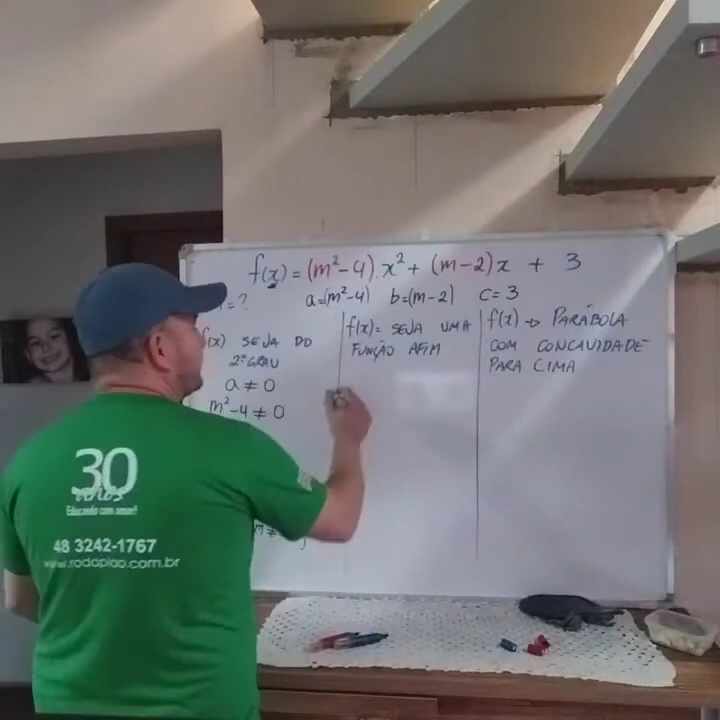 f(x) = (m²-4).x² + (m-2)x + 3
= ? a=(m²-4) b=(m-2) c=3
f(x) SEJA DO
2º GRAU
a ≠ 0
m²-4 ≠ 0
m ≠
f(x)= SEJA UMA
FUNÇÃO AFIM
f(x) → PARÁBOLA
COM CONCAVIDADE
PARA CIMA
30
anos
Educando com amor!
48 3242-1767
www.rodapiao.com.br